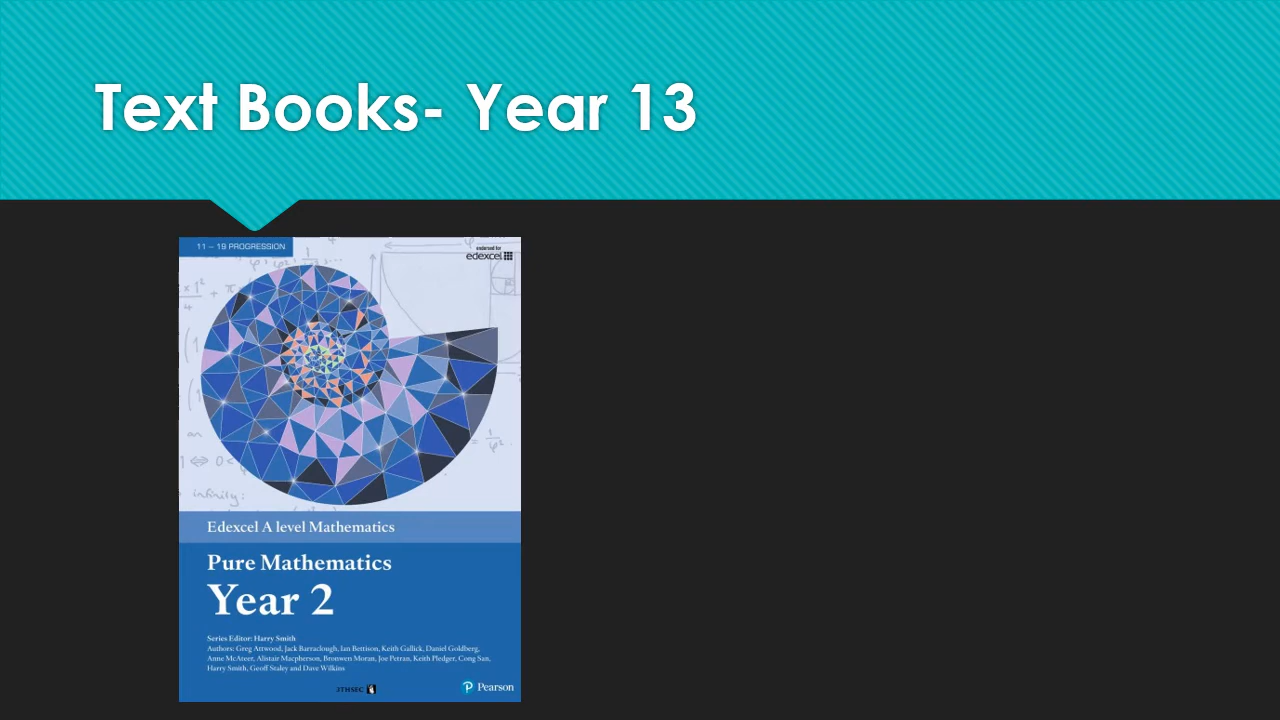 Text Books- Year 13
11 – 19 PROGRESSION
endorsed for
edexcel
infinity:
Edexcel A level Mathematics
Pure Mathematics
Year 2
Series Editor: Harry Smith
Authors: Greg Attwood, Jack Barraclough, Ian Bettison, Keith Gallick, Daniel Goldberg,
Anne McAteer, Alistair Macpherson, Bronwen Moran, Joe Petran, Keith Pledger, Cong San,
Harry Smith, Geoff Staley and Dave Wilkins
Pearson